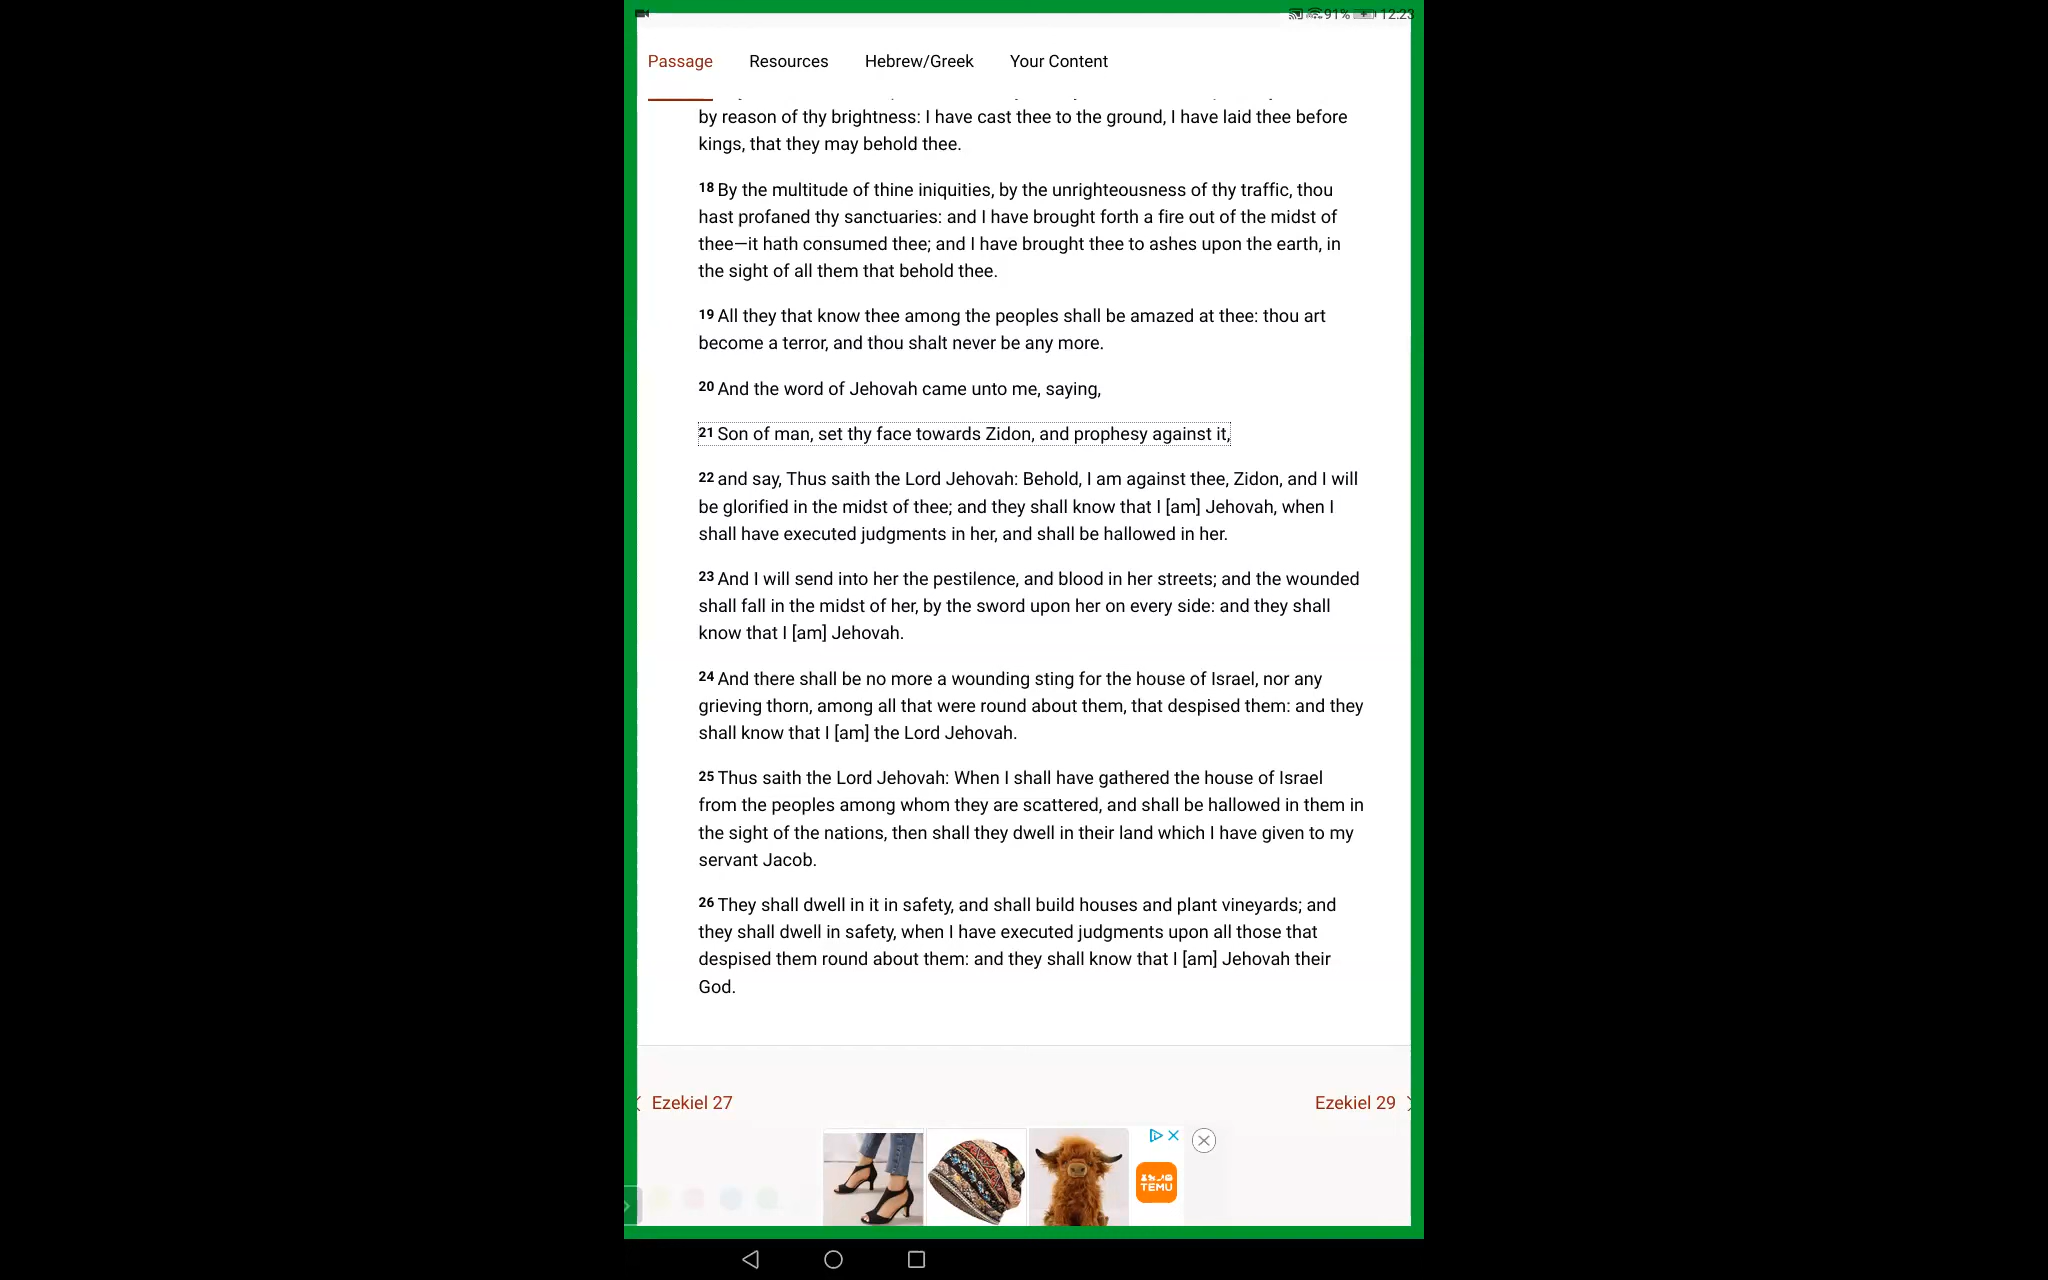 91% 12:23
Passage Resources Hebrew/Greek Your Content
by reason of thy brightness: I have cast thee to the ground, I have laid thee before
kings, that they may behold thee.
18 By the multitude of thine iniquities, by the unrighteousness of thy traffic, thou
hast profaned thy sanctuaries: and I have brought forth a fire out of the midst of
thee—it hath consumed thee; and I have brought thee to ashes upon the earth, in
the sight of all them that behold thee.
19 All they that know thee among the peoples shall be amazed at thee: thou art
become a terror, and thou shalt never be any more.
20 And the word of Jehovah came unto me, saying,
21 Son of man, set thy face towards Zidon, and prophesy against it,
22 and say, Thus saith the Lord Jehovah: Behold, I am against thee, Zidon, and I will
be glorified in the midst of thee; and they shall know that I [am] Jehovah, when I
shall have executed judgments in her, and shall be hallowed in her.
23 And I will send into her the pestilence, and blood in her streets; and the wounded
shall fall in the midst of her, by the sword upon her on every side: and they shall
know that I [am] Jehovah.
24 And there shall be no more a wounding sting for the house of Israel, nor any
grieving thorn, among all that were round about them, that despised them: and they
shall know that I [am] the Lord Jehovah.
25 Thus saith the Lord Jehovah: When I shall have gathered the house of Israel
from the peoples among whom they are scattered, and shall be hallowed in them in
the sight of the nations, then shall they dwell in their land which I have given to my
servant Jacob.
26 They shall dwell in it in safety, and shall build houses and plant vineyards; and
they shall dwell in safety, when I have executed judgments upon all those that
despised them round about them: and they shall know that I [am] Jehovah their
God.
Ezekiel 27 Ezekiel 29
TEMU